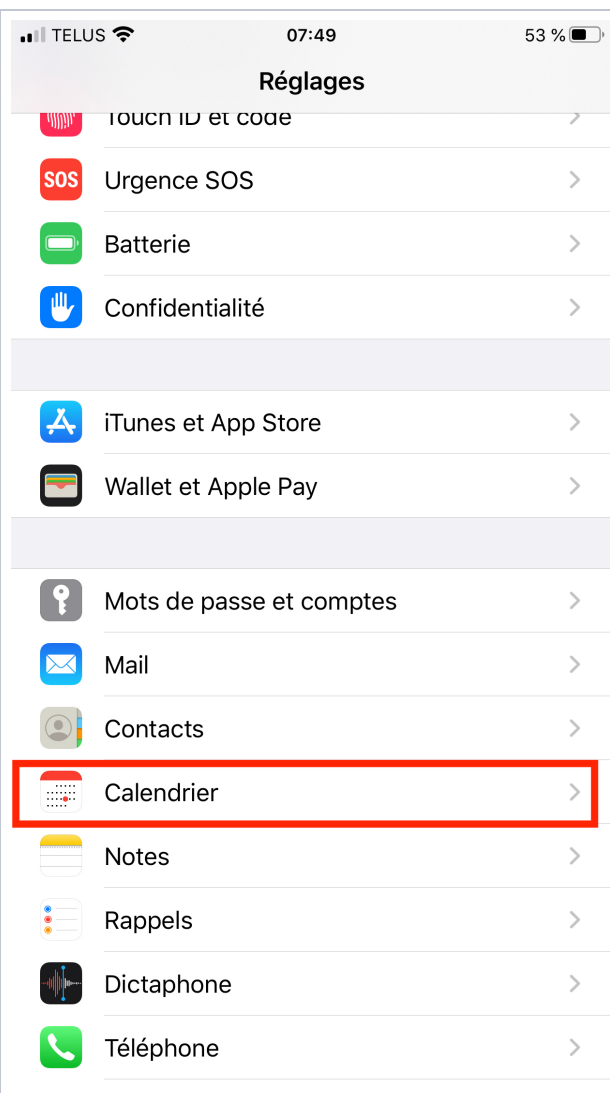 TELUS 07:49 53 %
Réglages
Touch ID et code
SOS Urgence SOS
Batterie
Confidentialité
iTunes et App Store
Wallet et Apple Pay
Mots de passe et comptes
Mail
Contacts
Calendrier
Notes
Rappels
Dictaphone
Téléphone